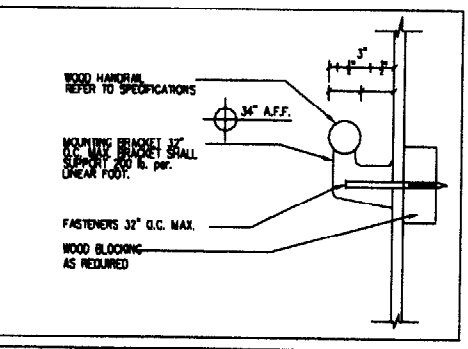 3"
WOOD HANDRAIL
REFER TO SPECIFICATIONS
34" A.F.F.
MOUNTING BRACKET 32"
O.C. MAX. BRACKET SHALL
SUPPORT 200 lb. per.
LINEAR FOOT.
FASTENERS 32" O.C. MAX.
WOOD BLOCKING
AS REQUIRED